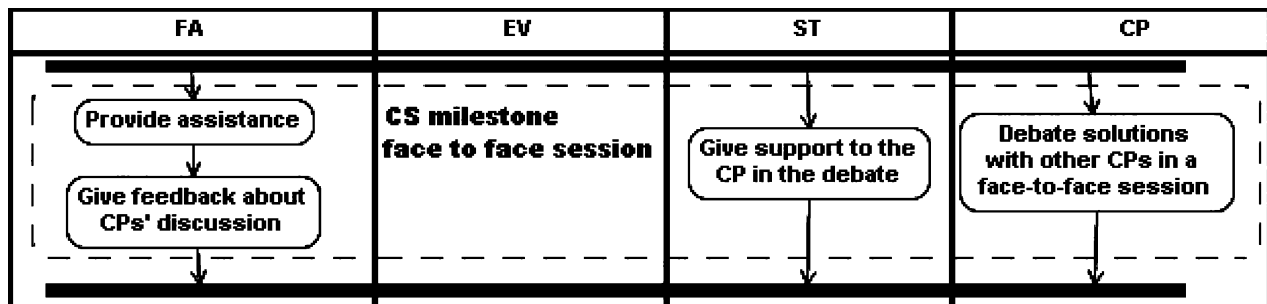 FA
EV
ST
CP
Provide assistance
Give feedback about
CPs' discussion
CS milestone
face to face session
Give support to the
CP in the debate
Debate solutions
with other CPs in a
face-to-face session